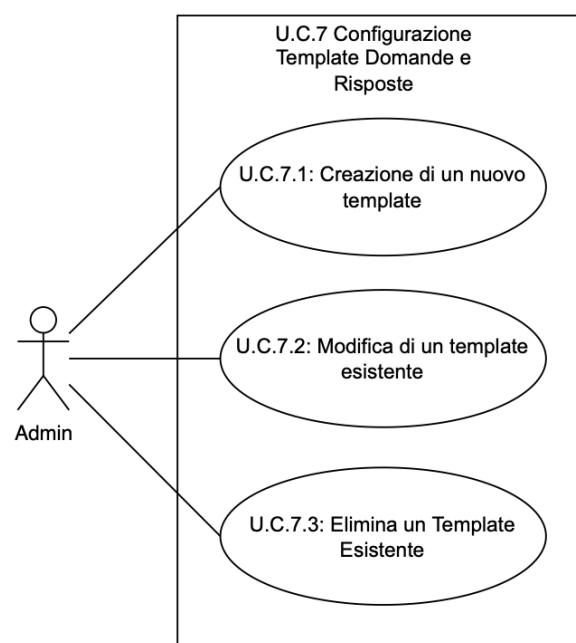 U.C.7 Configurazione
Template Domande e
Risposte
U.C.7.1: Creazione di un nuovo
template
U.C.7.2: Modifica di un template
esistente
Admin
U.C.7.3: Elimina un Template
Esistente